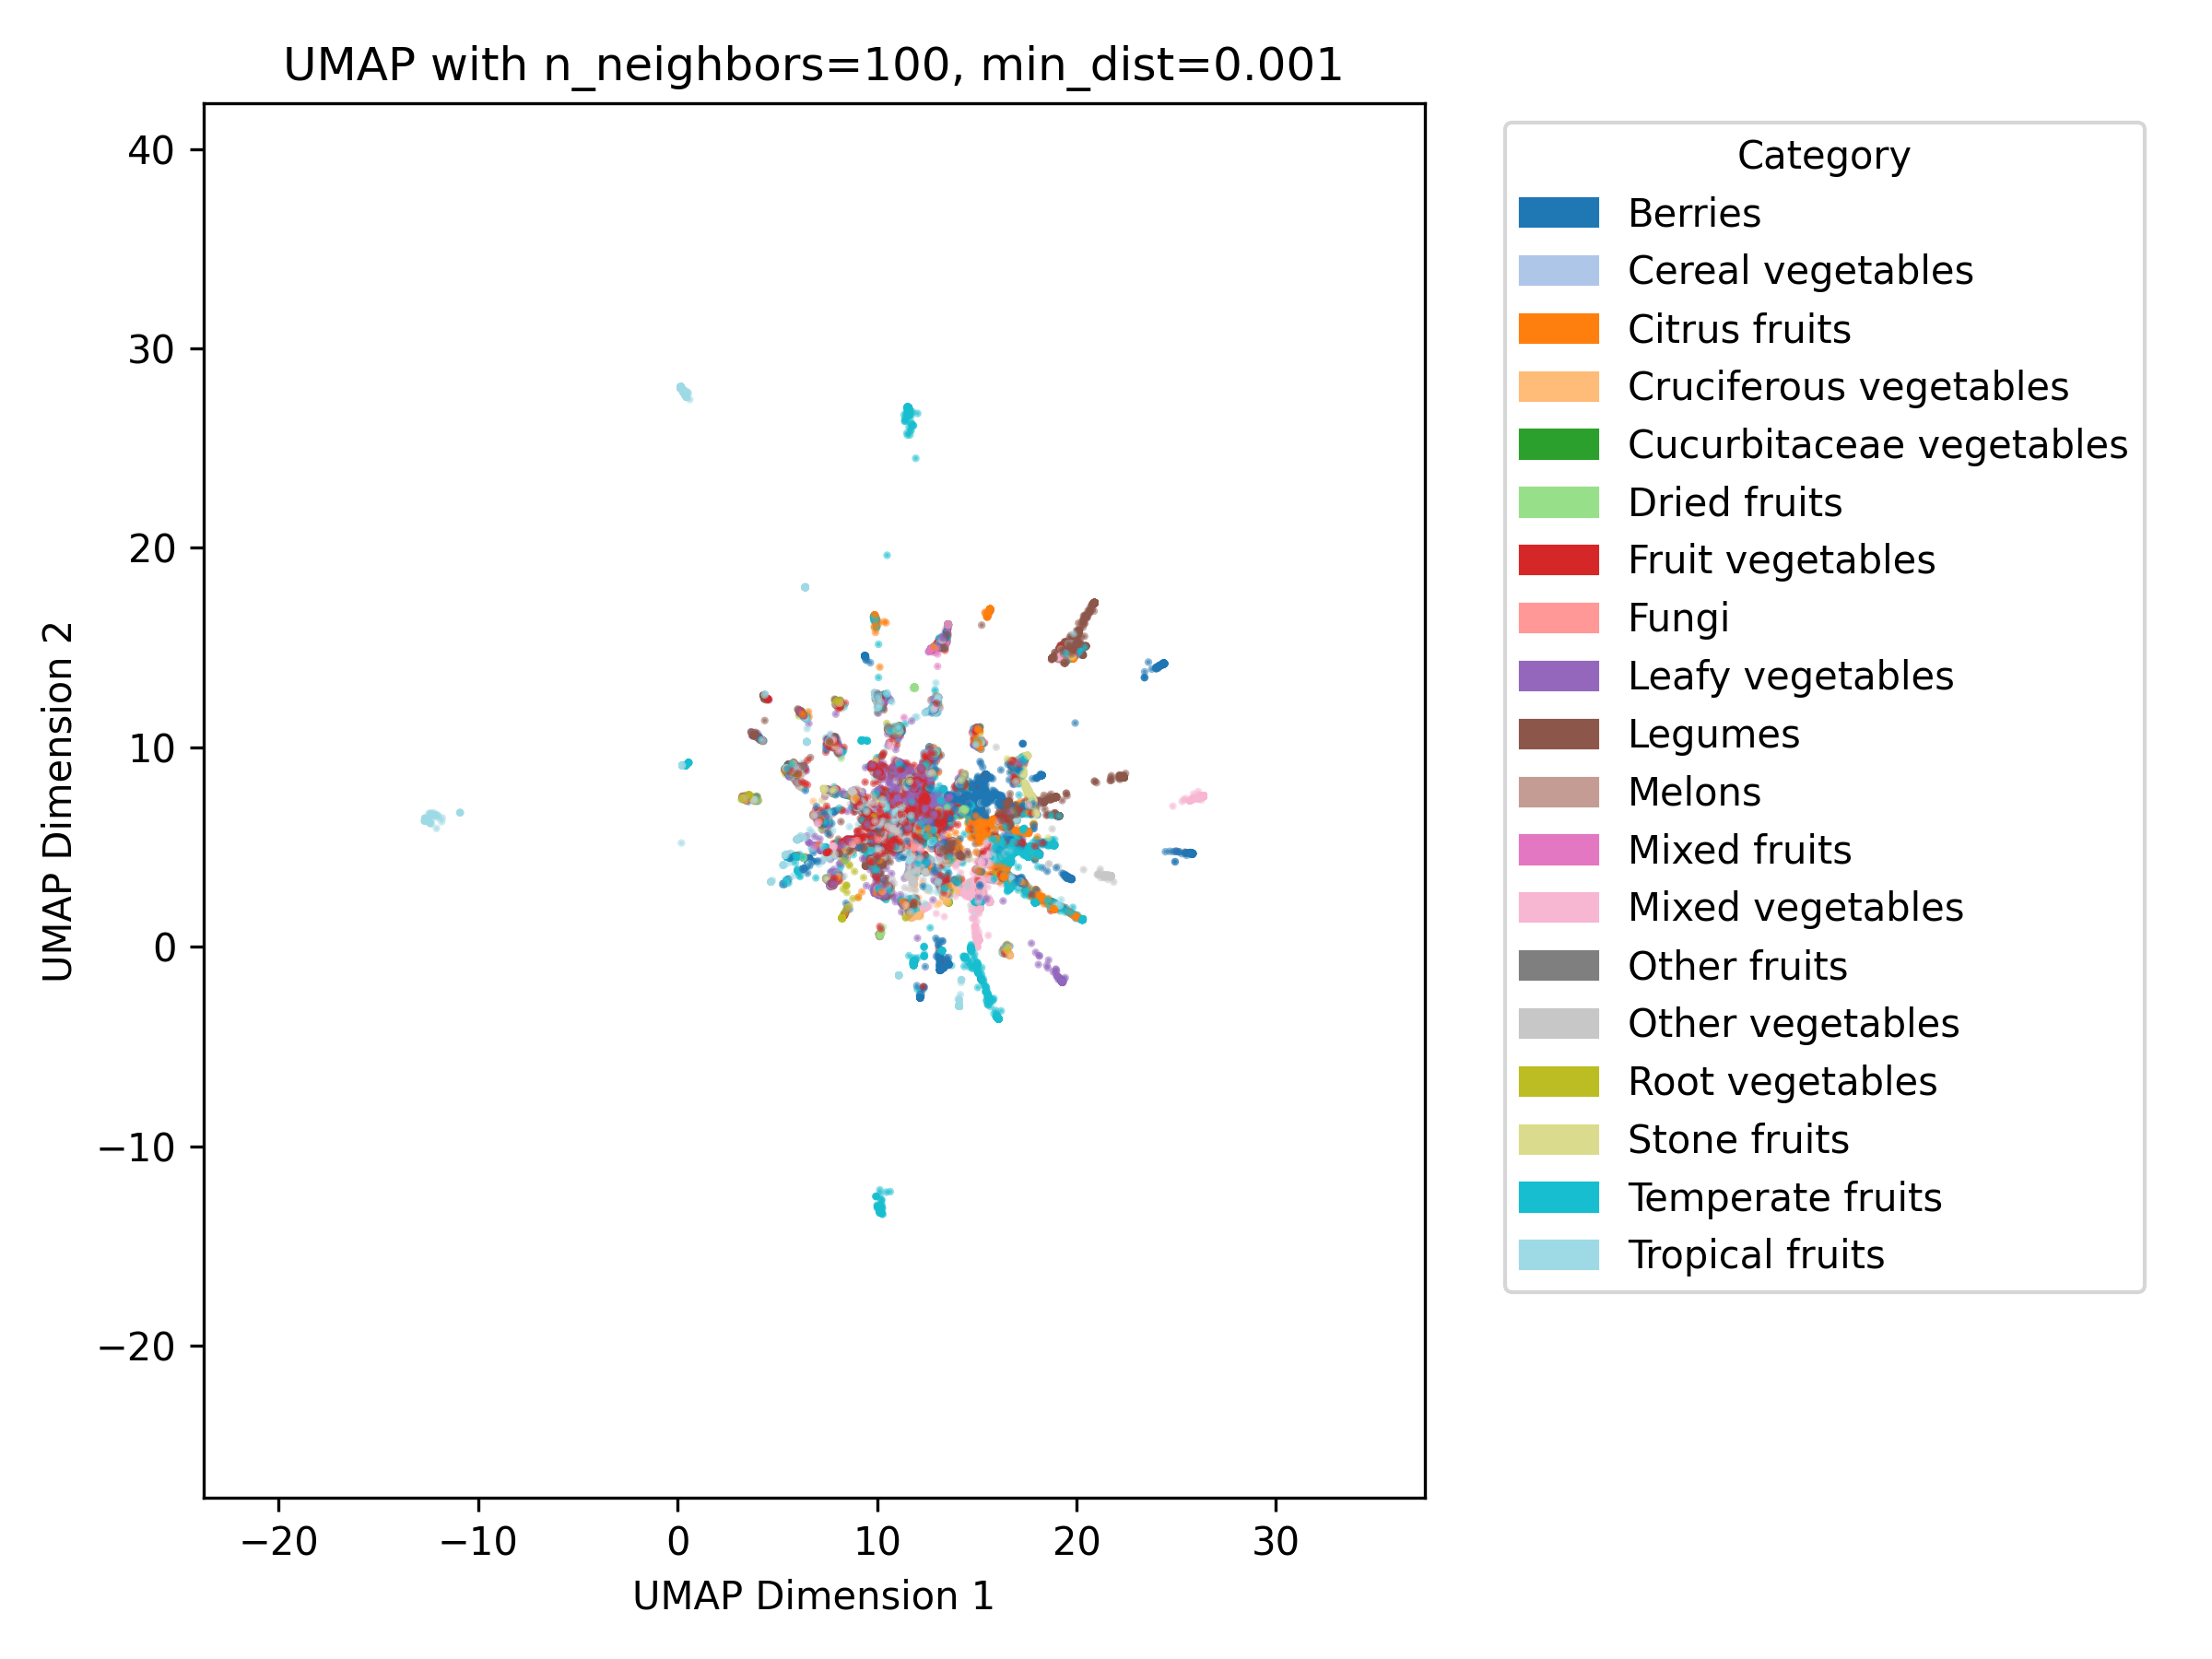 UMAP with n_neighbors=100, min_dist=0.001
40
30
20
10
0
−10
−20
UMAP Dimension 2
−20
−10
0
10
20
30
UMAP Dimension 1
Category
Berries
Cereal vegetables
Citrus fruits
Cruciferous vegetables
Cucurbitaceae vegetables
Dried fruits
Fruit vegetables
Fungi
Leafy vegetables
Legumes
Melons
Mixed fruits
Mixed vegetables
Other fruits
Other vegetables
Root vegetables
Stone fruits
Temperate fruits
Tropical fruits